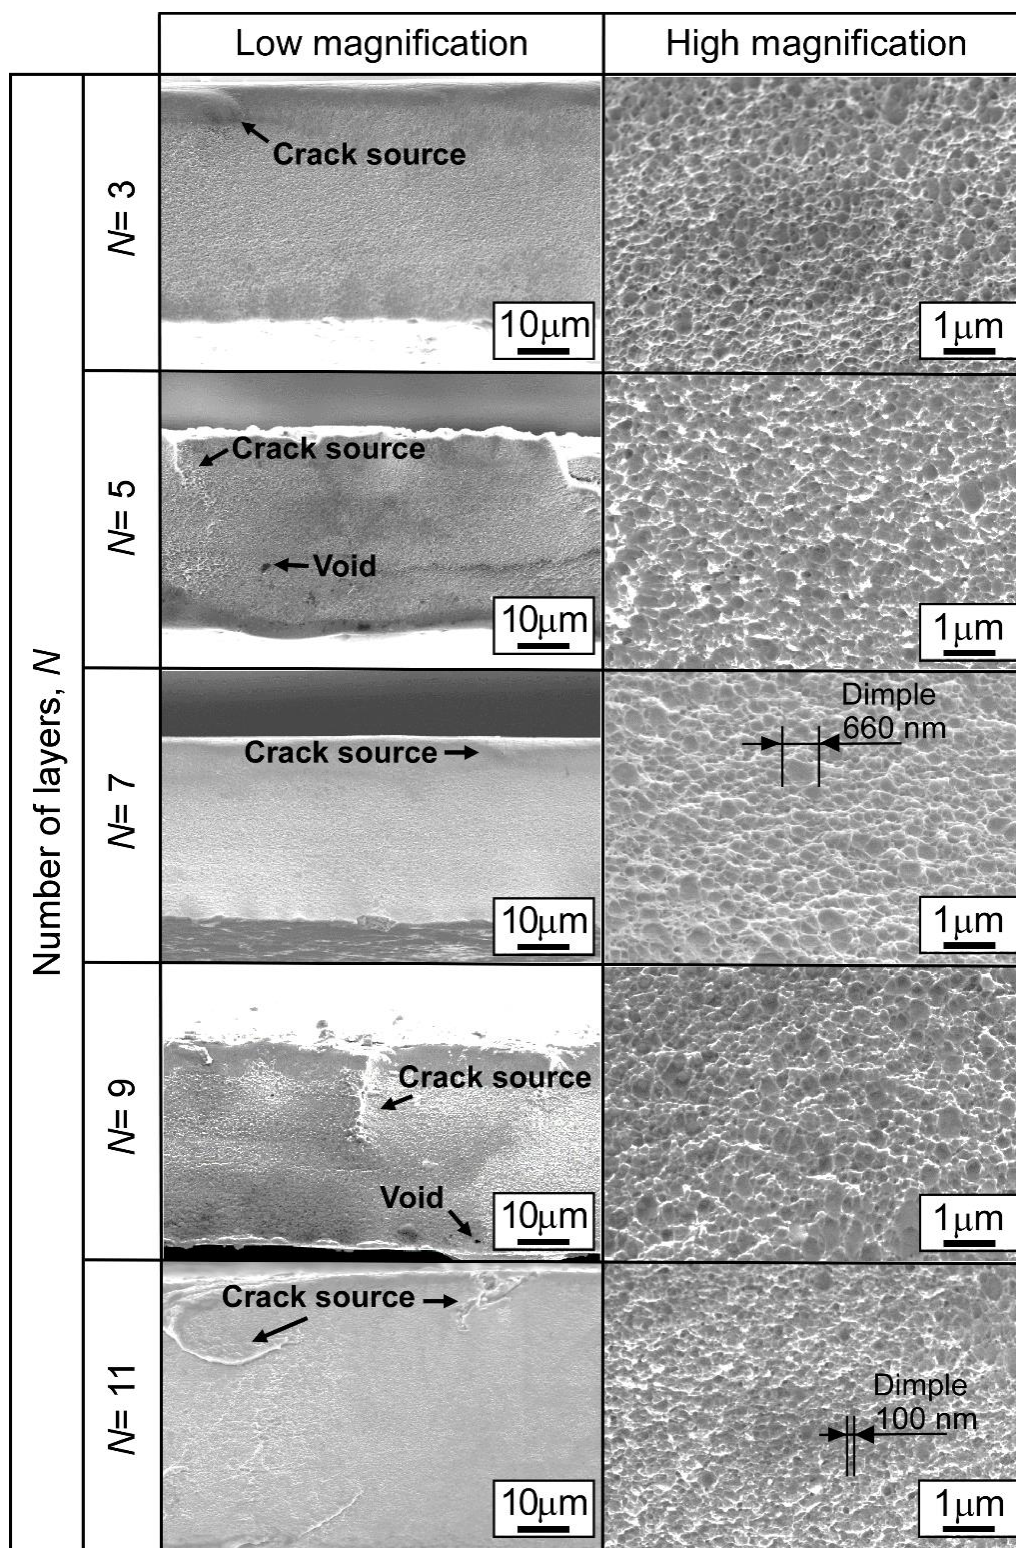 Low magnification
High magnification
Number of layers, N
N= 3
Crack source
10μm
1μm
N= 5
Crack source
Void
10μm
1μm
N= 7
Crack source
10μm
Dimple
660 nm
1μm
N= 9
Crack source
Void
10μm
1μm
N= 11
Crack source
10μm
Dimple
100 nm
1μm